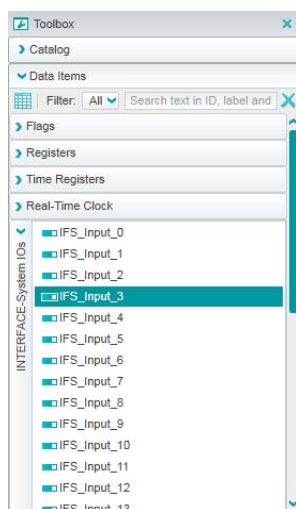 Toolbox
Catalog
Data Items
Filter: All Search text in ID, label and
Flags
Registers
Time Registers
Real-Time Clock
INTERFACE-System IOs
IFS_Input_0
IFS_Input_1
IFS_Input_2
IFS_Input_3
IFS_Input_4
IFS_Input_5
IFS_Input_6
IFS_Input_7
IFS_Input_8
IFS_Input_9
IFS_Input_10
IFS_Input_11
IFS_Input_12
IFS_Input_13